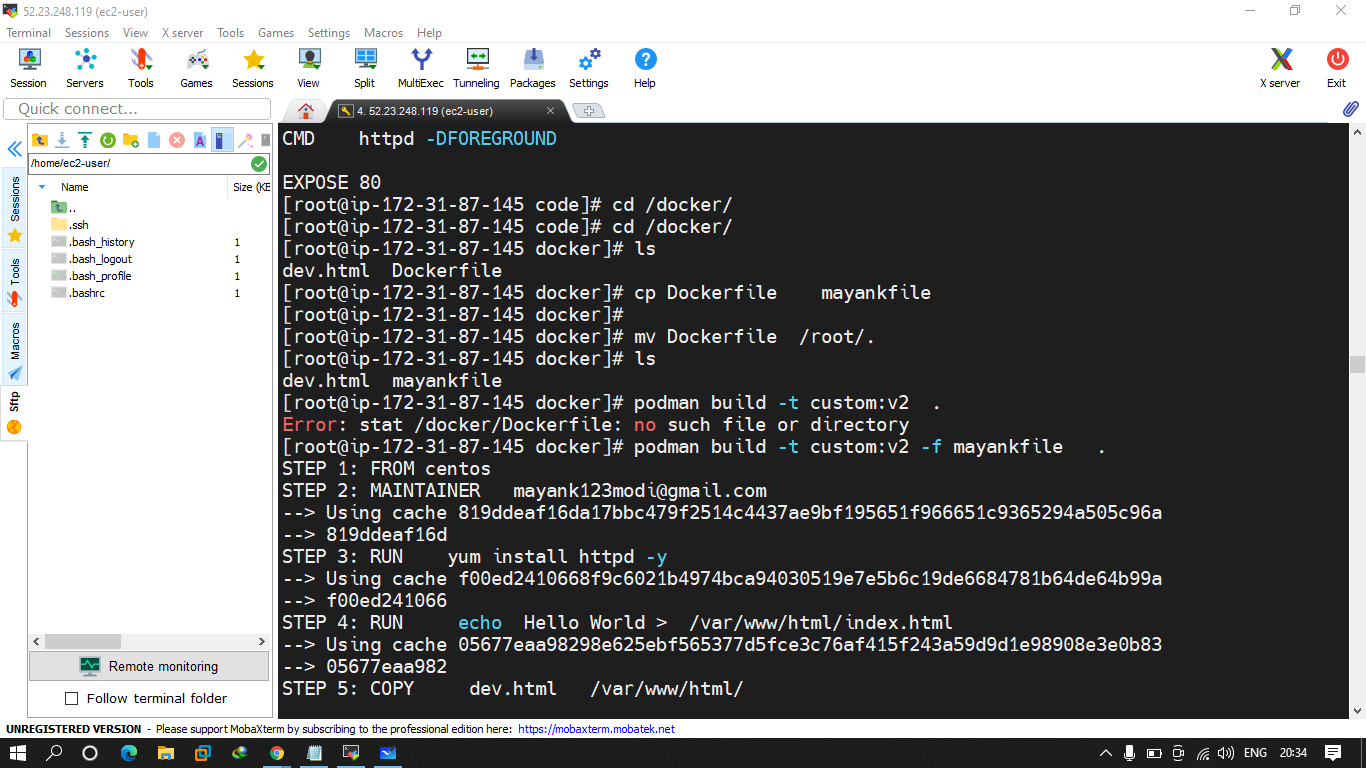 52.23.248.119 (ec2-user)
Terminal Sessions View X server Tools Games Settings Macros Help
Session Servers Tools Games Sessions View Split MultiExec Tunneling Packages Settings Help X server Exit
Quick connect...
4. 52.23.248.119 (ec2-user)
/home/ec2-user/
Name Size (KB
..
.ssh
.bash_history 1
.bash_logout 1
.bash_profile 1
.bashrc 1
Sessions
Tools
Macros
Sftp
Remote monitoring
Follow terminal folder
CMD    httpd -DFOREGROUND
EXPOSE 80
[root@ip-172-31-87-145 code]# cd /docker/
[root@ip-172-31-87-145 code]# cd /docker/
[root@ip-172-31-87-145 docker]# ls
dev.html  Dockerfile
[root@ip-172-31-87-145 docker]# cp Dockerfile    mayankfile
[root@ip-172-31-87-145 docker]#
[root@ip-172-31-87-145 docker]# mv Dockerfile  /root/.
[root@ip-172-31-87-145 docker]# ls
dev.html  mayankfile
[root@ip-172-31-87-145 docker]# podman build -t custom:v2  .
Error: stat /docker/Dockerfile: no such file or directory
[root@ip-172-31-87-145 docker]# podman build -t custom:v2 -f mayankfile   .
STEP 1: FROM centos
STEP 2: MAINTAINER   mayank123modi@gmail.com
--> Using cache 819ddeaf16da17bbc479f2514c4437ae9bf195651f966651c9365294a505c96a
--> 819ddeaf16d
STEP 3: RUN    yum install httpd -y
--> Using cache f00ed2410668f9c6021b4974bca94030519e7e5b6c19de6684781b64de64b99a
--> f00ed241066
STEP 4: RUN     echo  Hello World >  /var/www/html/index.html
--> Using cache 05677eaa98298e625ebf565377d5fce3c76af415f243a59d9d1e98908e3e0b83
--> 05677eaa982
STEP 5: COPY     dev.html   /var/www/html/
UNREGISTERED VERSION - Please support MobaXterm by subscribing to the professional edition here: https://mobaxterm.mobatek.net
ENG 20:34